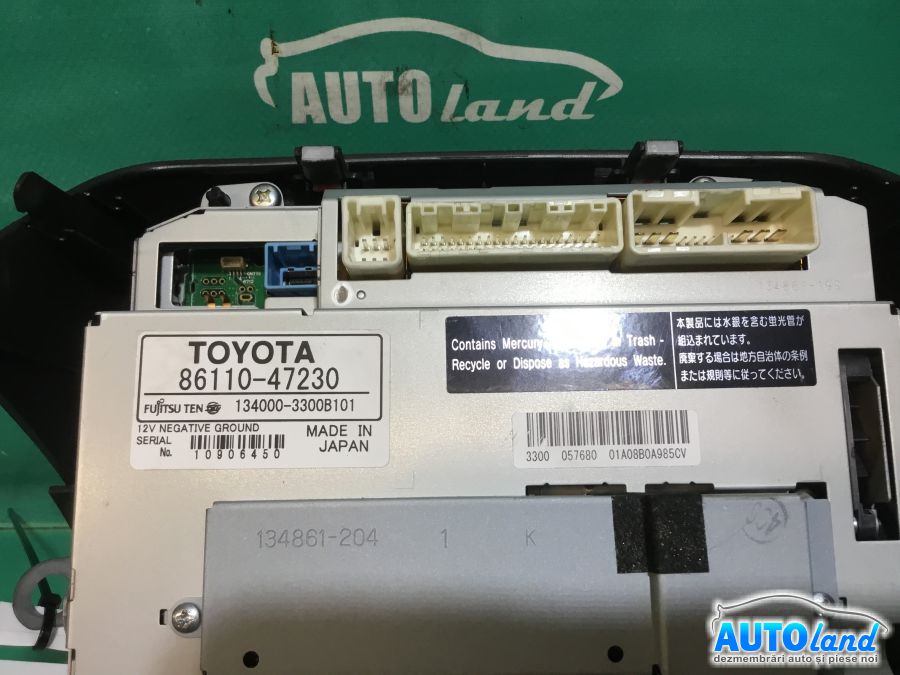 AUTOland
134861-199
TOYOTA
86110-47230
FUJITSU TEN 134000-3300B101
12V NEGATIVE GROUND
SERIAL
No.
10906450
MADE IN
JAPAN
Contains Mercury Trash -
Recycle or Dispose as Hazardous Waste.
本製品には水銀を含む蛍光管が
組込まれています。
廃棄する場合は地方自治体の条例
または規則等に従ってください。
3300 057680 01A08B0A985CV
134861-204 1 K
AUTOland
dezmembrări auto și piese noi